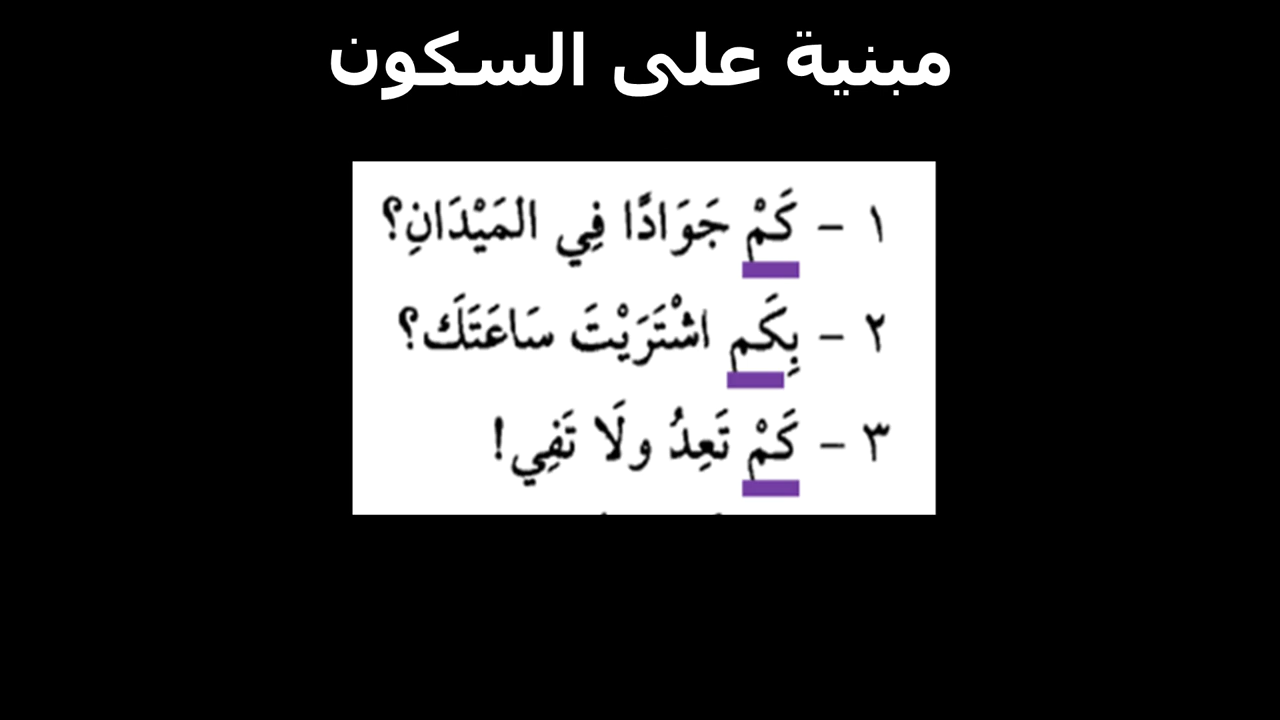 مبنية على السكون
١ – كَمْ جَوَادًا فِي المَيْدَانِ؟
٢ – بِكَم اشْتَرَيْتَ سَاعَتَكَ؟
٣ – كَمْ تَعِدُ ولَا تَفِي!